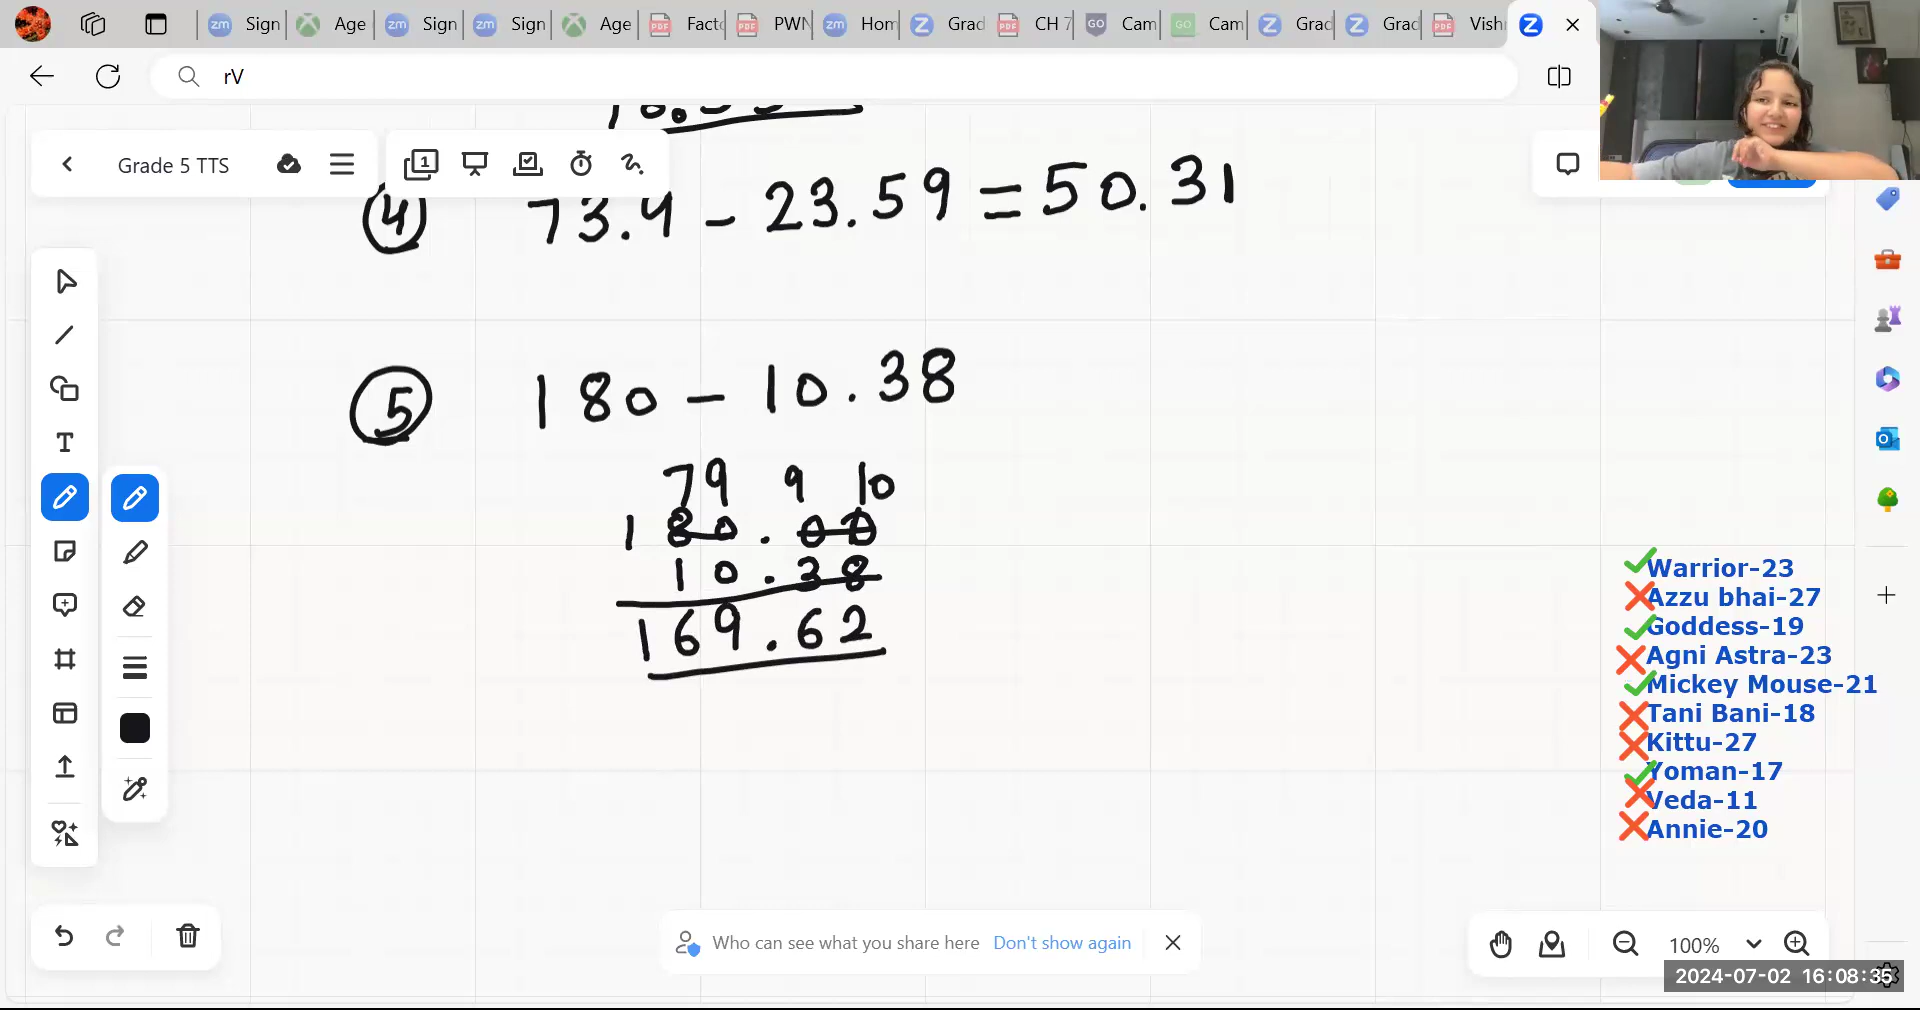 Sign
Age
Sign
Sign
Age
Facto
PWN
Hom
Grad
CH 7
Cam
Cam
Grad
Grad
Vish
rV
Grade 5 TTS
1
4 73.4 - 23.59 = 50.31
5 180 - 10.38
79 9 10
180.00
10.38
169.62
Warrior-23
Azzu bhai-27
Goddess-19
Agni Astra-23
Mickey Mouse-21
Tani Bani-18
Kittu-27
Yoman-17
Veda-11
Annie-20
Who can see what you share here Don't show again
100%
2024-07-02 16:08:35